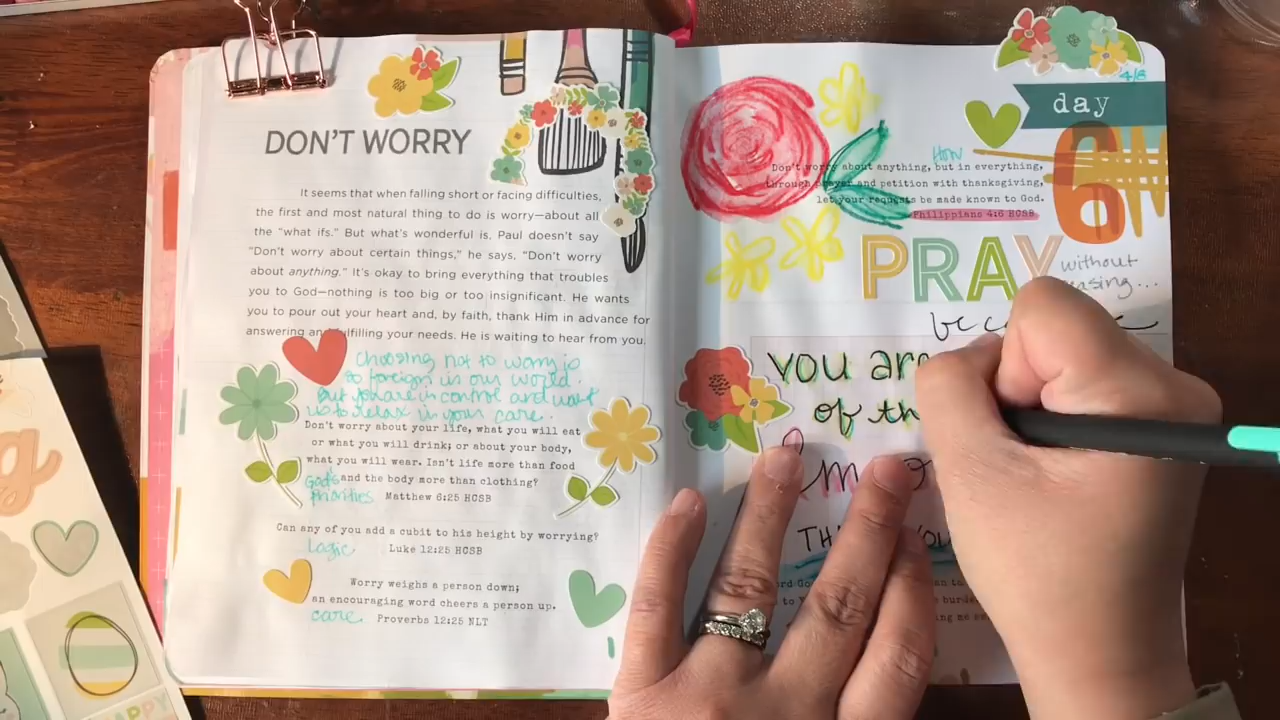 DON'T WORRY
It seems that when falling short or facing difficulties,
the first and most natural thing to do is worry—about all
the "what ifs." But what's wonderful is, Paul doesn't say
"Don't worry about certain things," he says, "Don't worry
about anything." It's okay to bring everything that troubles
you to God—nothing is too big or too insignificant. He wants
you to pour out your heart and, by faith, thank Him in advance for
answering and fulfilling your needs. He is waiting to hear from you.
Choosing not to worry is
so foreign in our world.
But you are in control and want
us to relax in your care.
Don't worry about your life, what you will eat
or what you will drink; or about your body,
what you will wear. Isn't life more than food
God's and the body more than clothing?
priorities Matthew 6:25 HCSB
Can any of you add a cubit to his height by worrying?
Logic Luke 12:25 HCSB
Worry weighs a person down;
an encouraging word cheers a person up.
care. Proverbs 12:25 NLT
4/8
day
6
HOW
Don't worry about anything, but in everything,
through prayer and petition with thanksgiving,
let your requests be made known to God.
Philippians 4:6 HCSB
PRAY
without
easing...
you are
of th
g
HAPPY